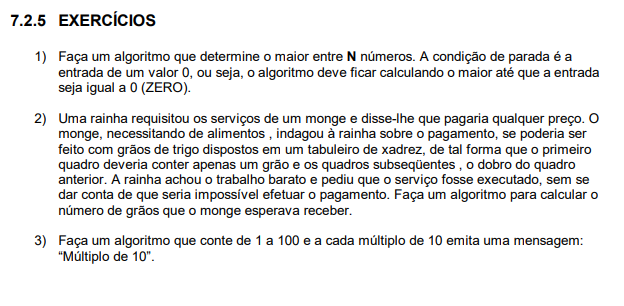 7.2.5 EXERCÍCIOS
1) Faça um algoritmo que determine o maior entre N números. A condição de parada é a
entrada de um valor 0, ou seja, o algoritmo deve ficar calculando o maior até que a entrada
seja igual a 0 (ZERO).
2) Uma rainha requisitou os serviços de um monge e disse-lhe que pagaria qualquer preço. O
monge, necessitando de alimentos , indagou à rainha sobre o pagamento, se poderia ser
feito com grãos de trigo dispostos em um tabuleiro de xadrez, de tal forma que o primeiro
quadro deveria conter apenas um grão e os quadros subseqüentes , o dobro do quadro
anterior. A rainha achou o trabalho barato e pediu que o serviço fosse executado, sem se
dar conta de que seria impossível efetuar o pagamento. Faça um algoritmo para calcular o
número de grãos que o monge esperava receber.
3) Faça um algoritmo que conte de 1 a 100 e a cada múltiplo de 10 emita uma mensagem:
“Múltiplo de 10”.